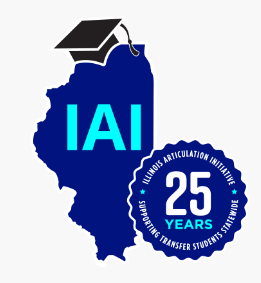 IAI
ILLINOIS ARTICULATION INITIATIVE
25
YEARS
SUPPORTING TRANSFER STUDENTS STATEWIDE